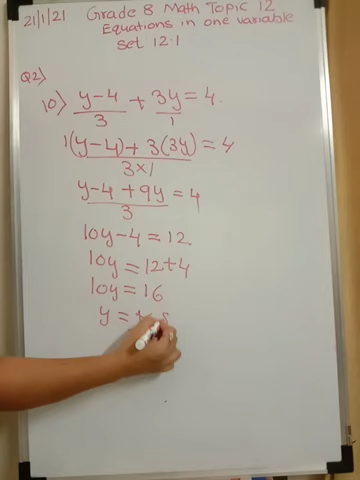 21/1/21 Grade 8 Math Topic 12
Equations in one variable
set 12.1
Q2)
10) y-4/3 + 3y/1 = 4.
1(y-4)+3(3y)/3×1 = 4
y-4+9y/3 = 4
10y-4=12
10y=12+4
10y=16
y=